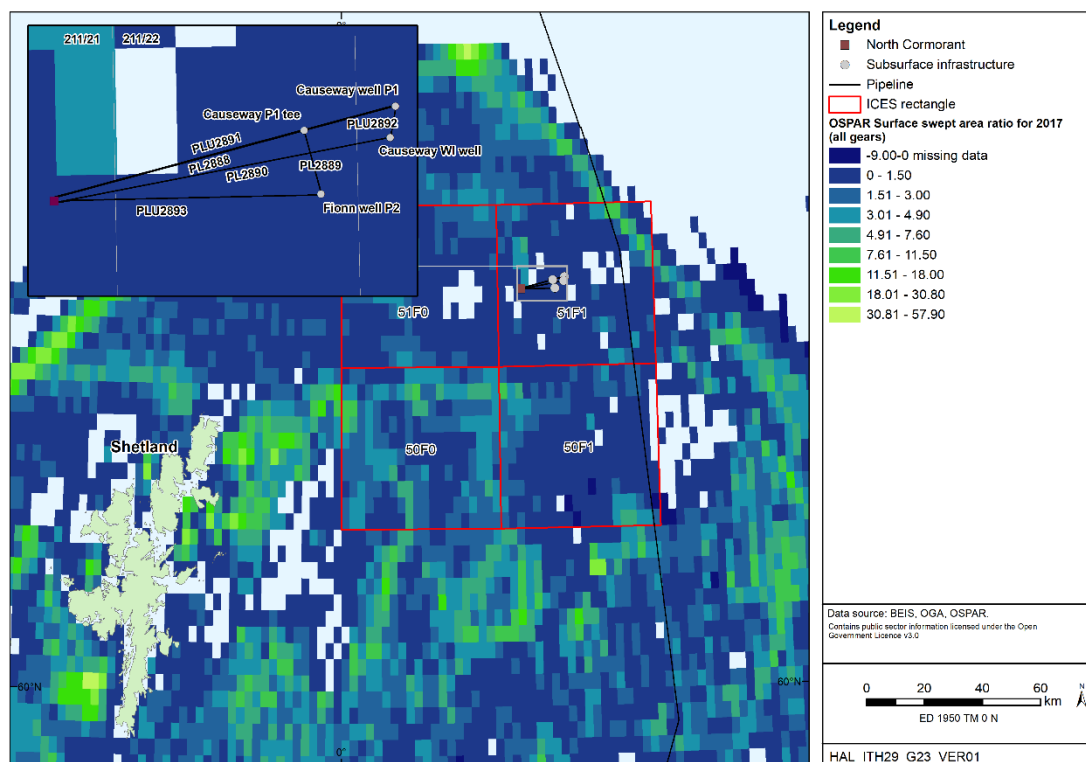 0°
211/21
211/22
Causeway well P1
Causeway P1 tee
PLU2892
PLU2891
Causeway WI well
PL2888
PL2889
PL2890
PLU2893
Fionn well P2
51F0
51F1
Shetland
50F0
50F1
60°N
60°N
0°
Legend
North Cormorant
Subsurface infrastructure
Pipeline
ICES rectangle
OSPAR Surface swept area ratio for 2017
(all gears)
-9.00-0 missing data
0 - 1.50
1.51 - 3.00
3.01 - 4.90
4.91 - 7.60
7.61 - 11.50
11.51 - 18.00
18.01 - 30.80
30.81 - 57.90
Data source: BEIS, OGA, OSPAR.
Contains public sector information licensed under the Open
Government Licence v3.0
0 20 40 60
km
N
ED 1950 TM 0 N
HAL_ITH29_G23_VER01